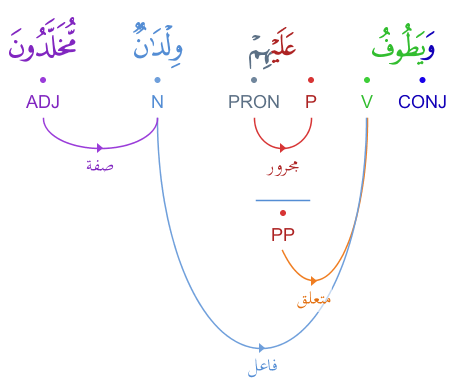 وَيَطُوفُ عَلَيْهِمْ وِلْدَٰنٌ مُّخَلَّدُونَ
CONJ V P PRON N ADJ
صفة مجرور
PP
متعلق
فاعل